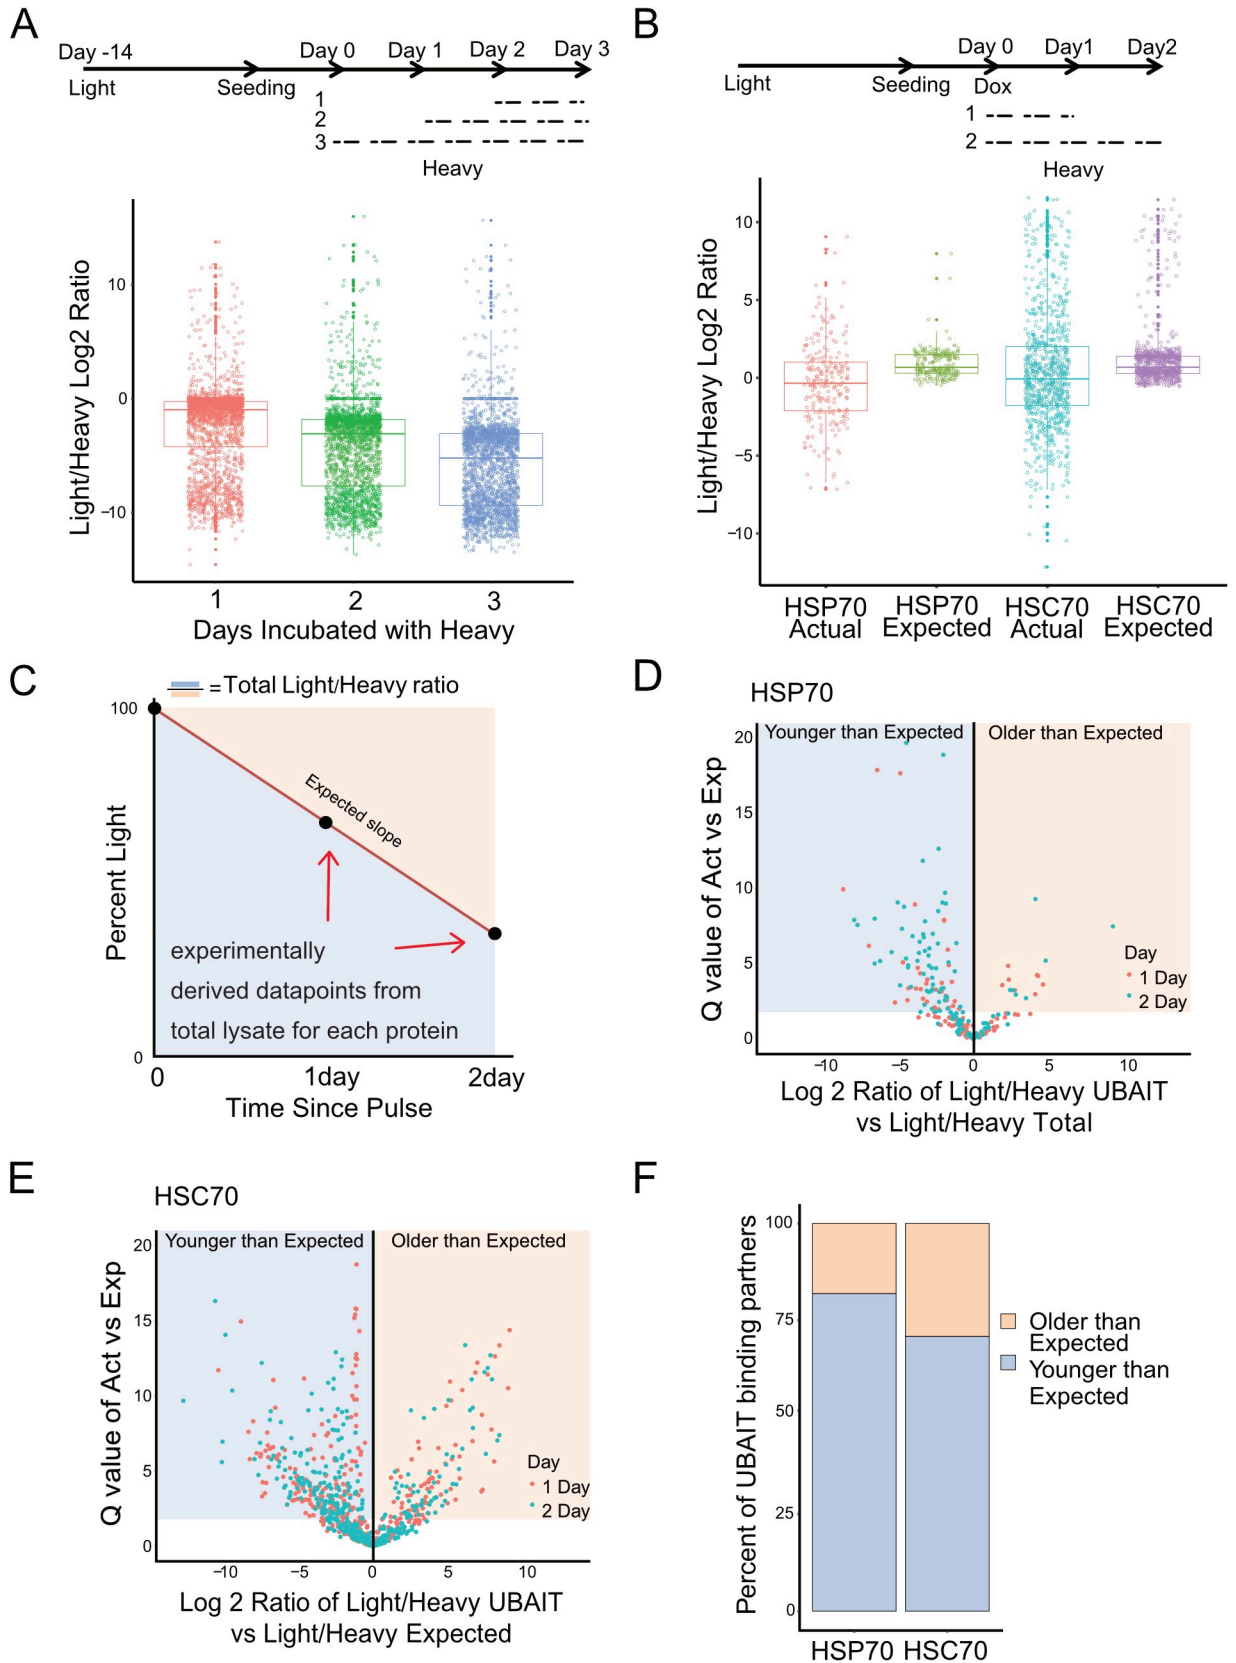 A
Day -14
Day 0
Day 1
Day 2
Day 3
Light
Seeding
1
2
3
Heavy
Light/Heavy Log2 Ratio
10
0
−10
1
2
3
Days Incubated with Heavy
B
Day 0
Day1
Day2
Light
Seeding
Dox
1
2
Heavy
Light/Heavy Log2 Ratio
10
5
0
−5
−10
HSP70
Actual
HSP70
Expected
HSC70
Actual
HSC70
Expected
C
=Total Light/Heavy ratio
100
Percent Light
Expected slope
experimentally
derived datapoints from
total lysate for each protein
0
0
1day
2day
Time Since Pulse
D
HSP70
Younger than Expected
Older than Expected
Q value of Act vs Exp
20
15
10
5
0
Day
1 Day
2 Day
−10
−5
0
5
10
Log 2 Ratio of Light/Heavy UBAIT
vs Light/Heavy Total
E
HSC70
Younger than Expected
Older than Expected
Q value of Act vs Exp
20
15
10
5
0
Day
1 Day
2 Day
−10
−5
0
5
10
Log 2 Ratio of Light/Heavy UBAIT
vs Light/Heavy Expected
F
Percent of UBAIT binding partners
100
75
50
25
0
Older than
Expected
Younger than
Expected
HSP70
HSC70